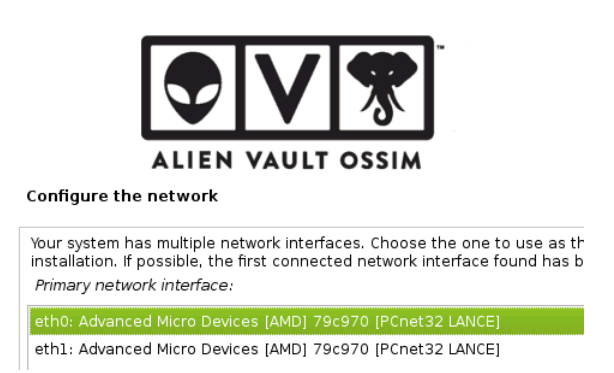 V
™
ALIEN VAULT OSSIM
Configure the network
Your system has multiple network interfaces. Choose the one to use as th
installation. If possible, the first connected network interface found has b
Primary network interface:
eth0: Advanced Micro Devices [AMD] 79c970 [PCnet32 LANCE]
eth1: Advanced Micro Devices [AMD] 79c970 [PCnet32 LANCE]